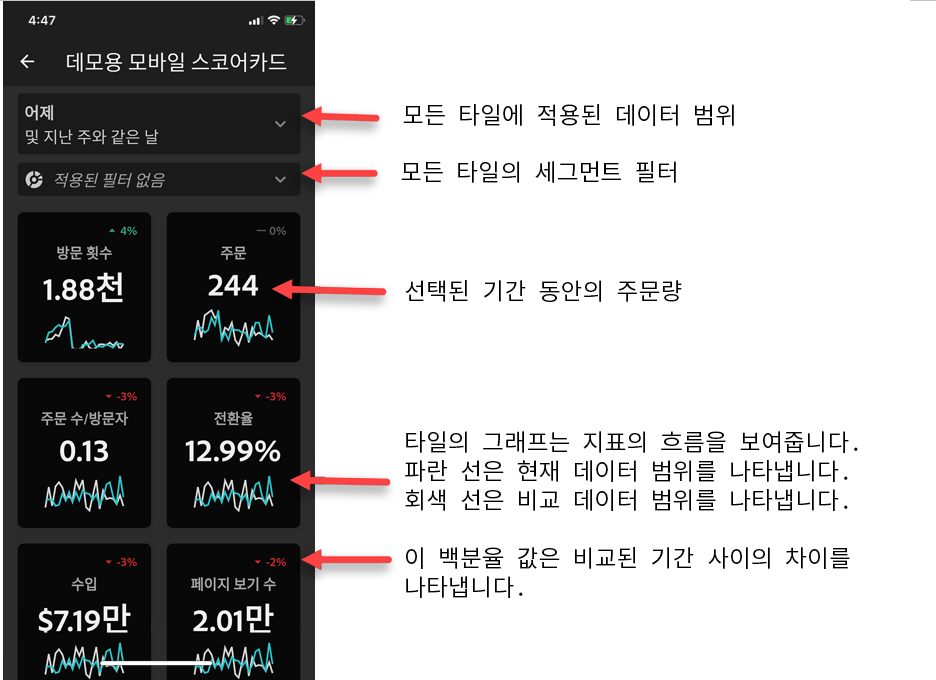 4:47
데모용 모바일 스코어카드
어제
및 지난 주와 같은 날
적용된 필터 없음
4%
방문 횟수
1.88천
0%
주문
244
-3%
주문 수/방문자
0.13
-3%
전환율
12.99%
-3%
수입
$7.19만
-2%
페이지 보기 수
2.01만
모든 타일에 적용된 데이터 범위
모든 타일의 세그먼트 필터
선택된 기간 동안의 주문량
타일의 그래프는 지표의 흐름을 보여줍니다.
파란 선은 현재 데이터 범위를 나타냅니다.
회색 선은 비교 데이터 범위를 나타냅니다.
이 백분율 값은 비교된 기간 사이의 차이를
나타냅니다.